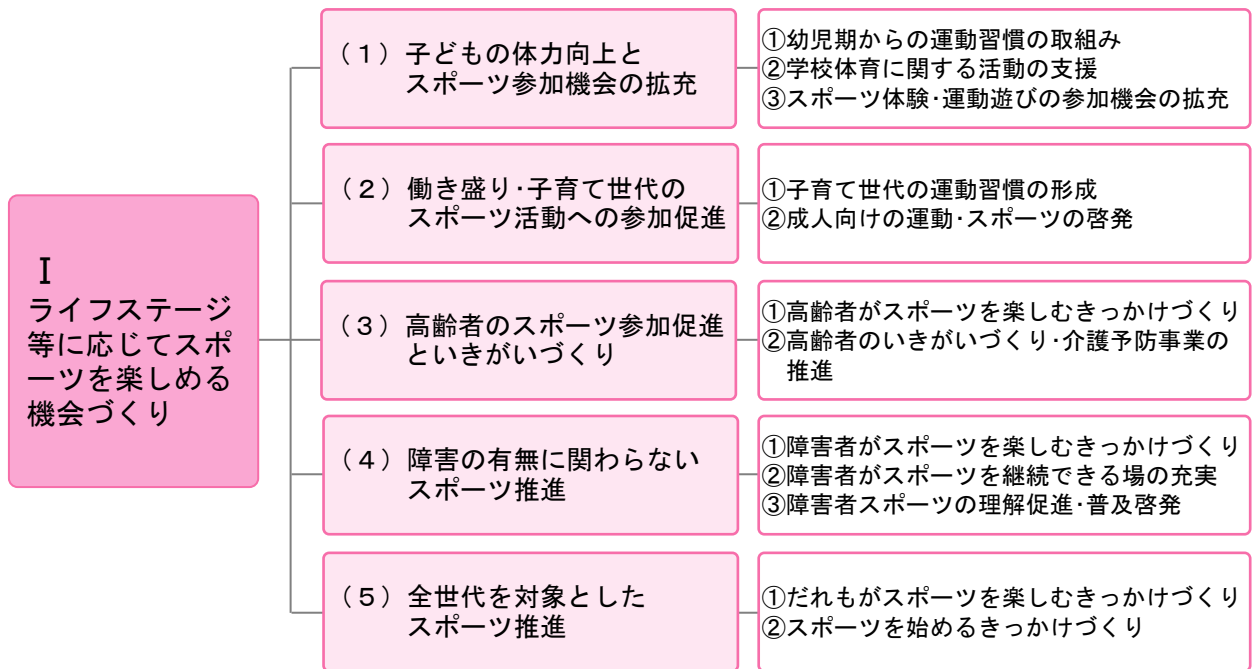 Ⅰ
ライフステージ
等に応じてスポ
ーツを楽しめる
機会づくり
(1)子どもの体力向上と
スポーツ参加機会の拡充
①幼児期からの運動習慣の取組み
②学校体育に関する活動の支援
③スポーツ体験･運動遊びの参加機会の拡充
(2)働き盛り･子育て世代の
スポーツ活動への参加促進
①子育て世代の運動習慣の形成
②成人向けの運動･スポーツの啓発
(3)高齢者のスポーツ参加促進
といきがいづくり
①高齢者がスポーツを楽しむきっかけづくり
②高齢者のいきがいづくり･介護予防事業の
推進
(4)障害の有無に関わらない
スポーツ推進
①障害者がスポーツを楽しむきっかけづくり
②障害者がスポーツを継続できる場の充実
③障害者スポーツの理解促進･普及啓発
(5)全世代を対象とした
スポーツ推進
①だれもがスポーツを楽しむきっかけづくり
②スポーツを始めるきっかけづくり